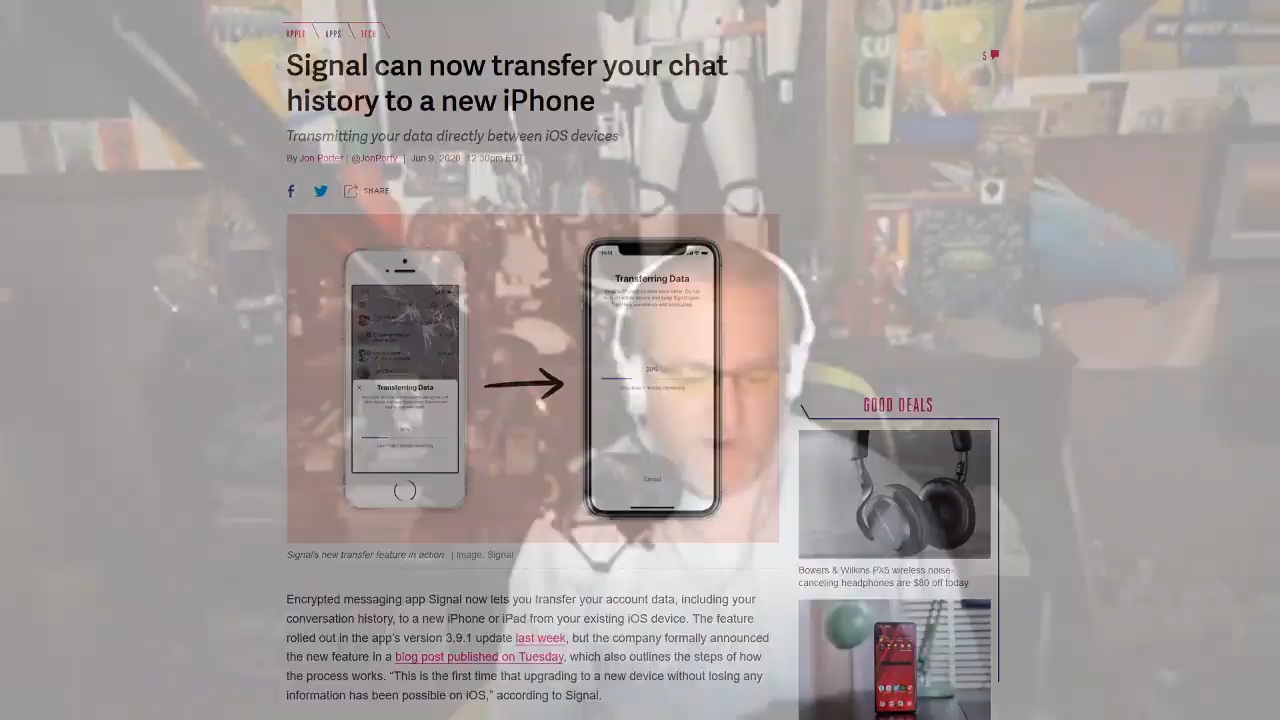 APPLE
APPS
TECH
5
Signal can now transfer your chat
history to a new iPhone
Transmitting your data directly between iOS devices
By Jon Porter | @JonPorty | Jun 9, 2020, 12:30pm EDT
SHARE
Transferring Data
20%
Cancel
Transferring Data
Signal's new transfer feature in action. | Image: Signal
Encrypted messaging app Signal now lets you transfer your account data, including your
conversation history, to a new iPhone or iPad from your existing iOS device. The feature
rolled out in the app's version 3.9.1 update last week, but the company formally announced
the new feature in a blog post published on Tuesday, which also outlines the steps of how
the process works. “This is the first time that upgrading to a new device without losing any
information has been possible on iOS,” according to Signal.
GOOD DEALS
Bowers & Wilkins PX5 wireless noise-
canceling headphones are $80 off today